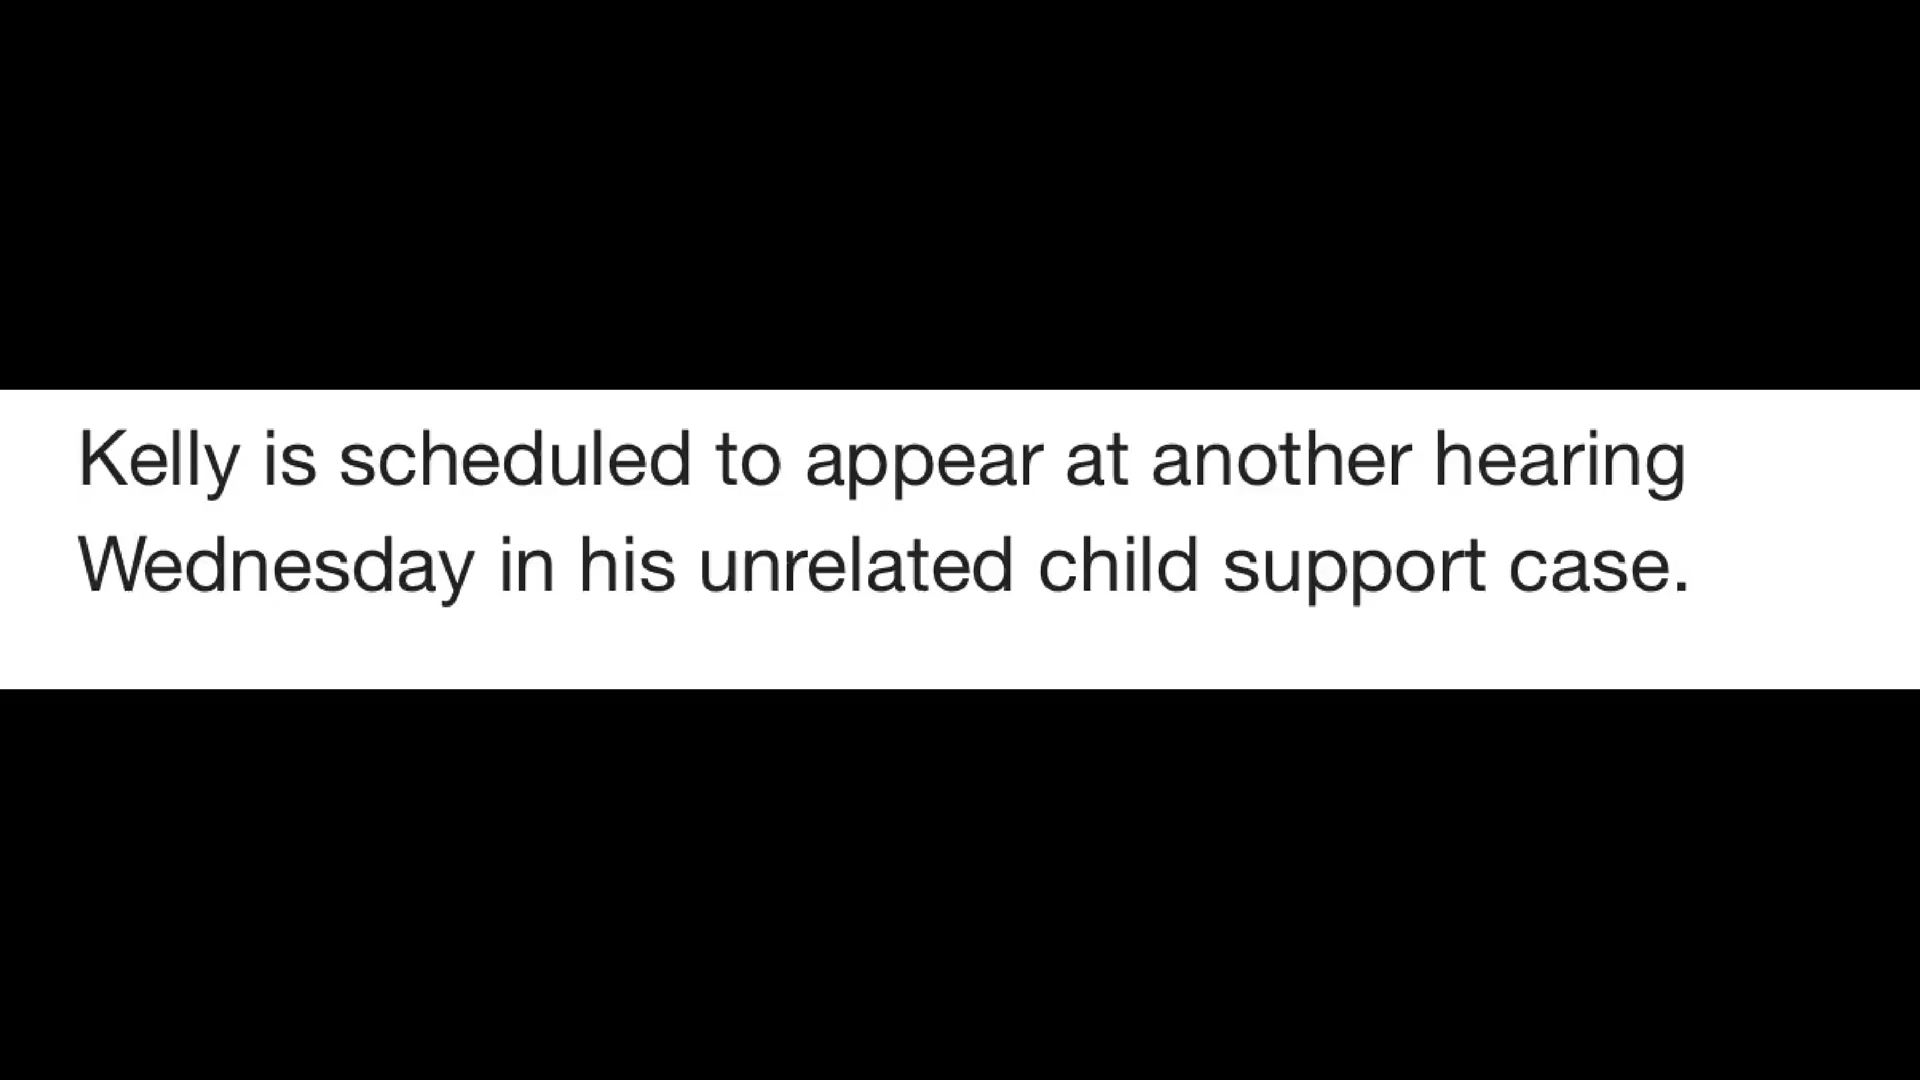 Kelly is scheduled to appear at another hearing
Wednesday in his unrelated child support case.